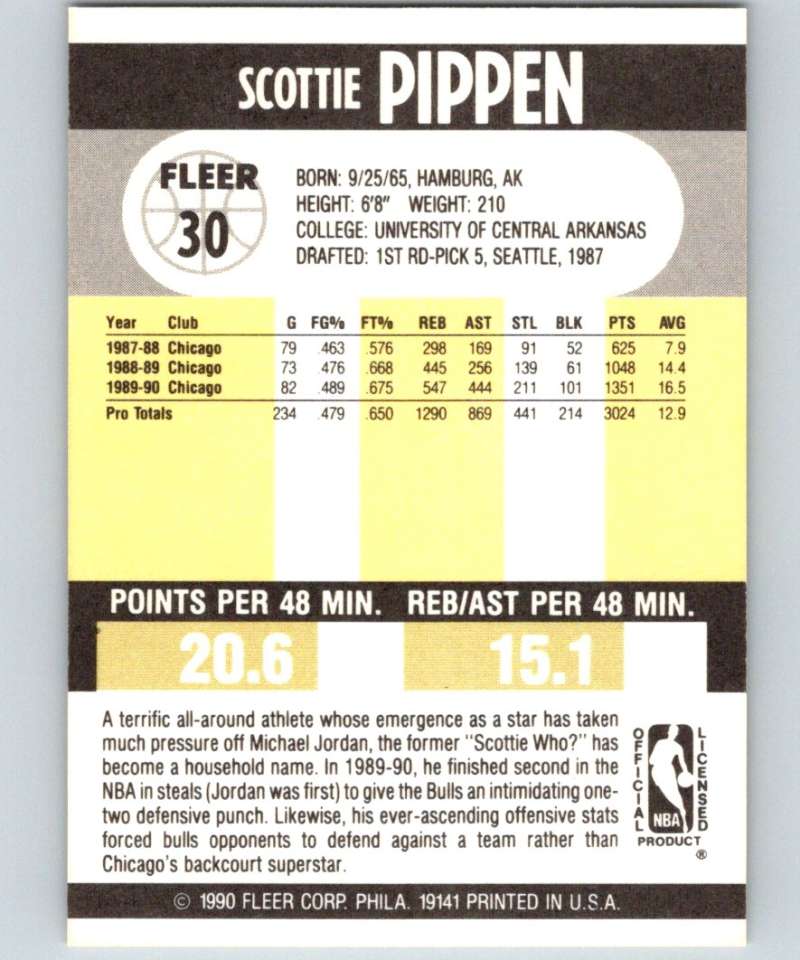 SCOTTIE PIPPEN
FLEER
30
BORN: 9/25/65, HAMBURG, AK
HEIGHT: 6'8" WEIGHT: 210
COLLEGE: UNIVERSITY OF CENTRAL ARKANSAS
DRAFTED: 1ST RD-PICK 5, SEATTLE, 1987
Year Club G FG% FT% REB AST STL BLK PTS AVG
1987-88 Chicago 79 .463 .576 298 169 91 52 625 7.9
1988-89 Chicago 73 .476 .668 445 256 139 61 1048 14.4
1989-90 Chicago 82 .489 .675 547 444 211 101 1351 16.5
Pro Totals 234 .479 .650 1290 869 441 214 3024 12.9
POINTS PER 48 MIN. REB/AST PER 48 MIN.
20.6 15.1
A terrific all-around athlete whose emergence as a star has taken
much pressure off Michael Jordan, the former "Scottie Who?" has
become a household name. In 1989-90, he finished second in the
NBA in steals (Jordan was first) to give the Bulls an intimidating one-
two defensive punch. Likewise, his ever-ascending offensive stats
forced bulls opponents to defend against a team rather than
Chicago's backcourt superstar.
OFFICIAL
LICENSED
NBA
PRODUCT
®
© 1990 FLEER CORP. PHILA. 19141 PRINTED IN U.S.A.